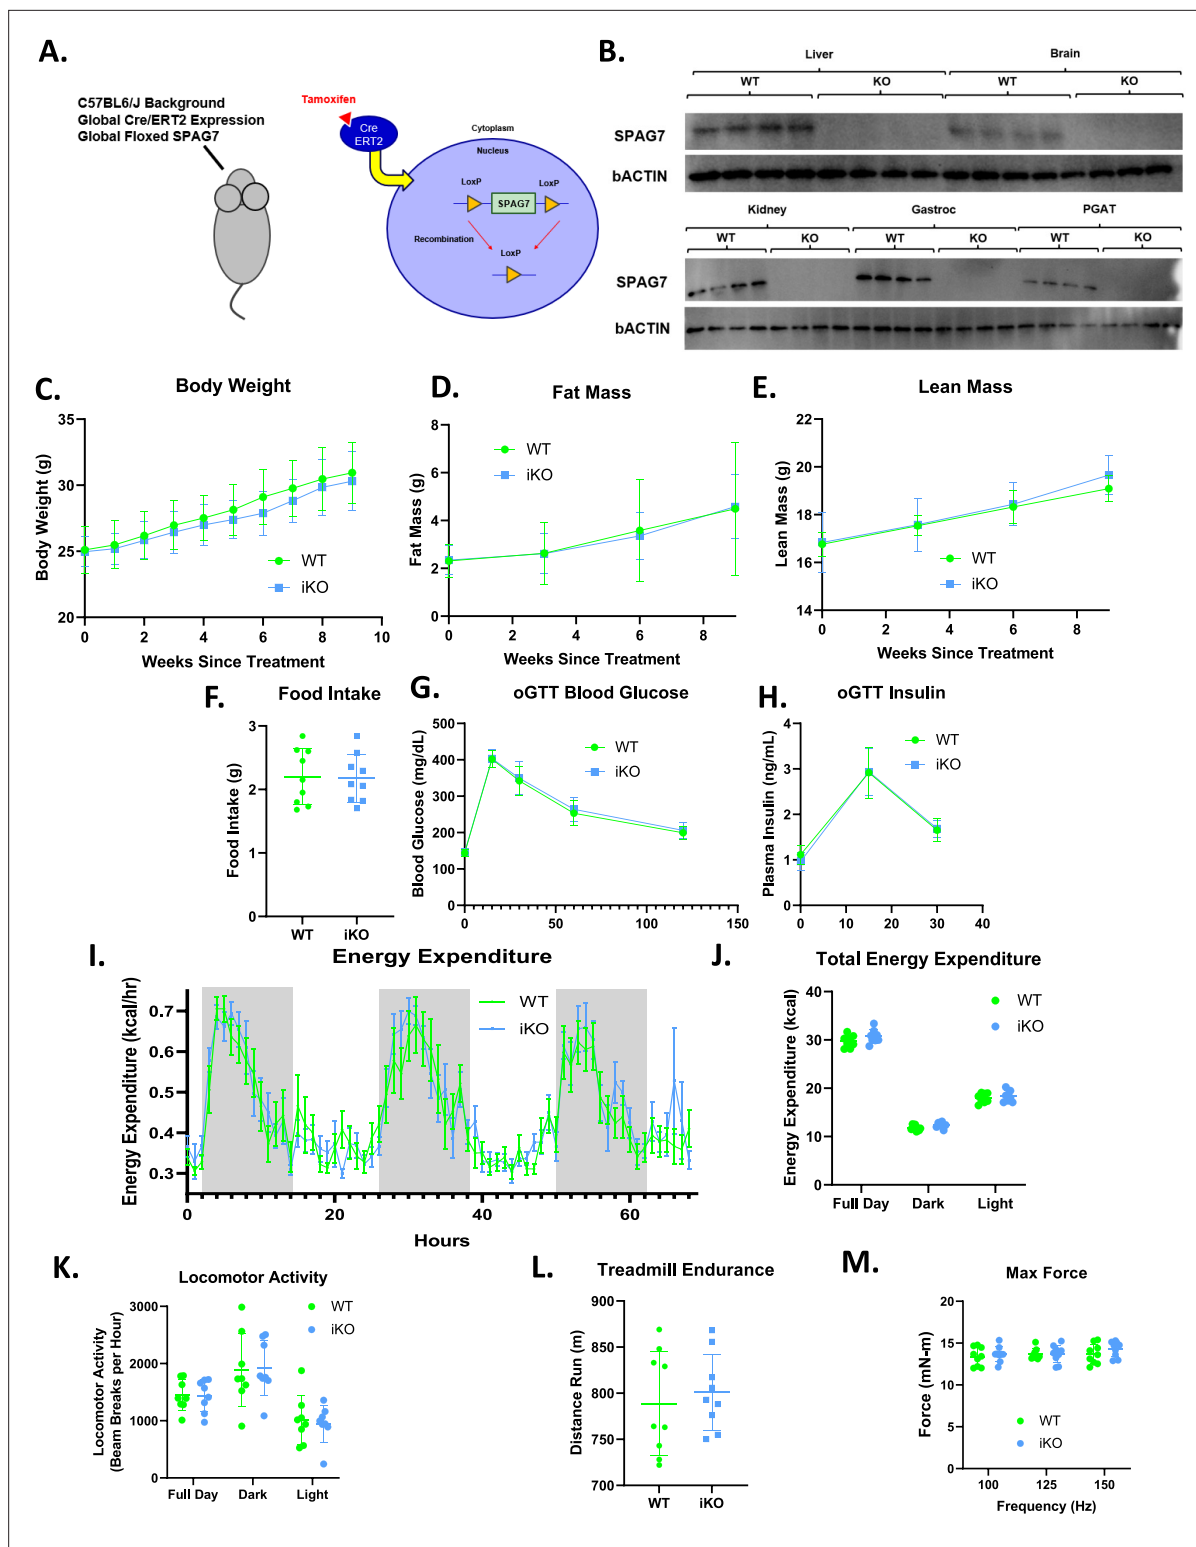 A.
C57BL6/J Background
Global Cre/ERT2 Expression
Global Floxed SPAG7
Tamoxifen
Cre
ERT2
Cytoplasm
Nucleus
LoxP
LoxP
SPAG7
Recombination
LoxP
B.
Liver
Brain
WT
KO
WT
KO
SPAG7
bACTIN
Kidney
Gastroc
PGAT
WT
KO
WT
KO
WT
KO
SPAG7
bACTIN
C.
Body Weight
Body Weight (g)
35
30
25
20
0
2
4
6
8
10
WT
iKO
Weeks Since Treatment
D.
Fat Mass
Fat Mass (g)
8
6
4
2
0
0
2
4
6
8
WT
iKO
Weeks Since Treatment
E.
Lean Mass
Lean Mass (g)
22
20
18
16
14
0
2
4
6
8
WT
iKO
Weeks Since Treatment
F.
Food Intake
Food Intake (g)
3
2
1
0
WT
iKO
G.
oGTT Blood Glucose
Blood Glucose (mg/dL)
500
400
300
200
100
0
0
50
100
150
WT
iKO
H.
oGTT Insulin
Plasma Insulin (ng/mL)
4
3
2
1
0
0
10
20
30
40
WT
iKO
I.
Energy Expenditure
Energy Expenditure (kcal/hr)
0.7
0.6
0.5
0.4
0.3
0
20
40
60
Hours
WT
iKO
J.
Total Energy Expenditure
Energy Expenditure (kcal)
40
30
20
10
0
Full Day
Dark
Light
WT
iKO
K.
Locomotor Activity
Locomotor Activity
(Beam Breaks per Hour)
3000
2000
1000
0
Full Day
Dark
Light
WT
iKO
L.
Treadmill Endurance
Distance Run (m)
900
850
800
750
700
WT
iKO
M.
Max Force
Force (mN-m)
20
15
10
5
0
100
125
150
Frequency (Hz)
WT
iKO